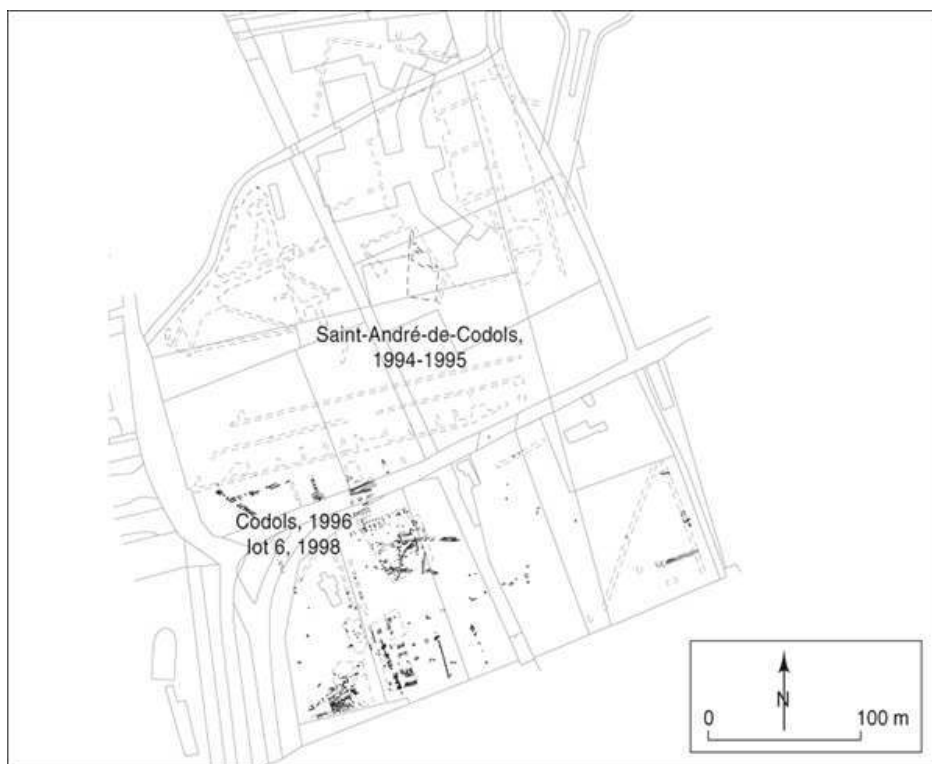 Saint-André-de-Codols,
1994-1995
Codols, 1996
lot 6, 1998
N
0 100 m